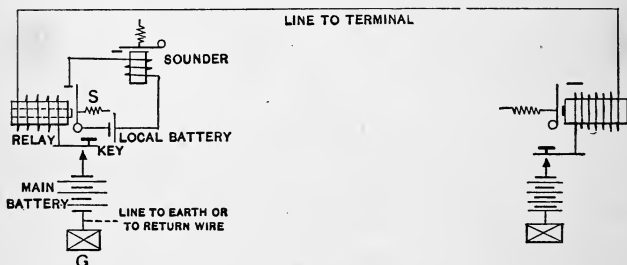 LINE TO TERMINAL
SOUNDER
S
LOCAL BATTERY
RELAY
KEY
MAIN
BATTERY
LINE TO EARTH OR
TO RETURN WIRE
G